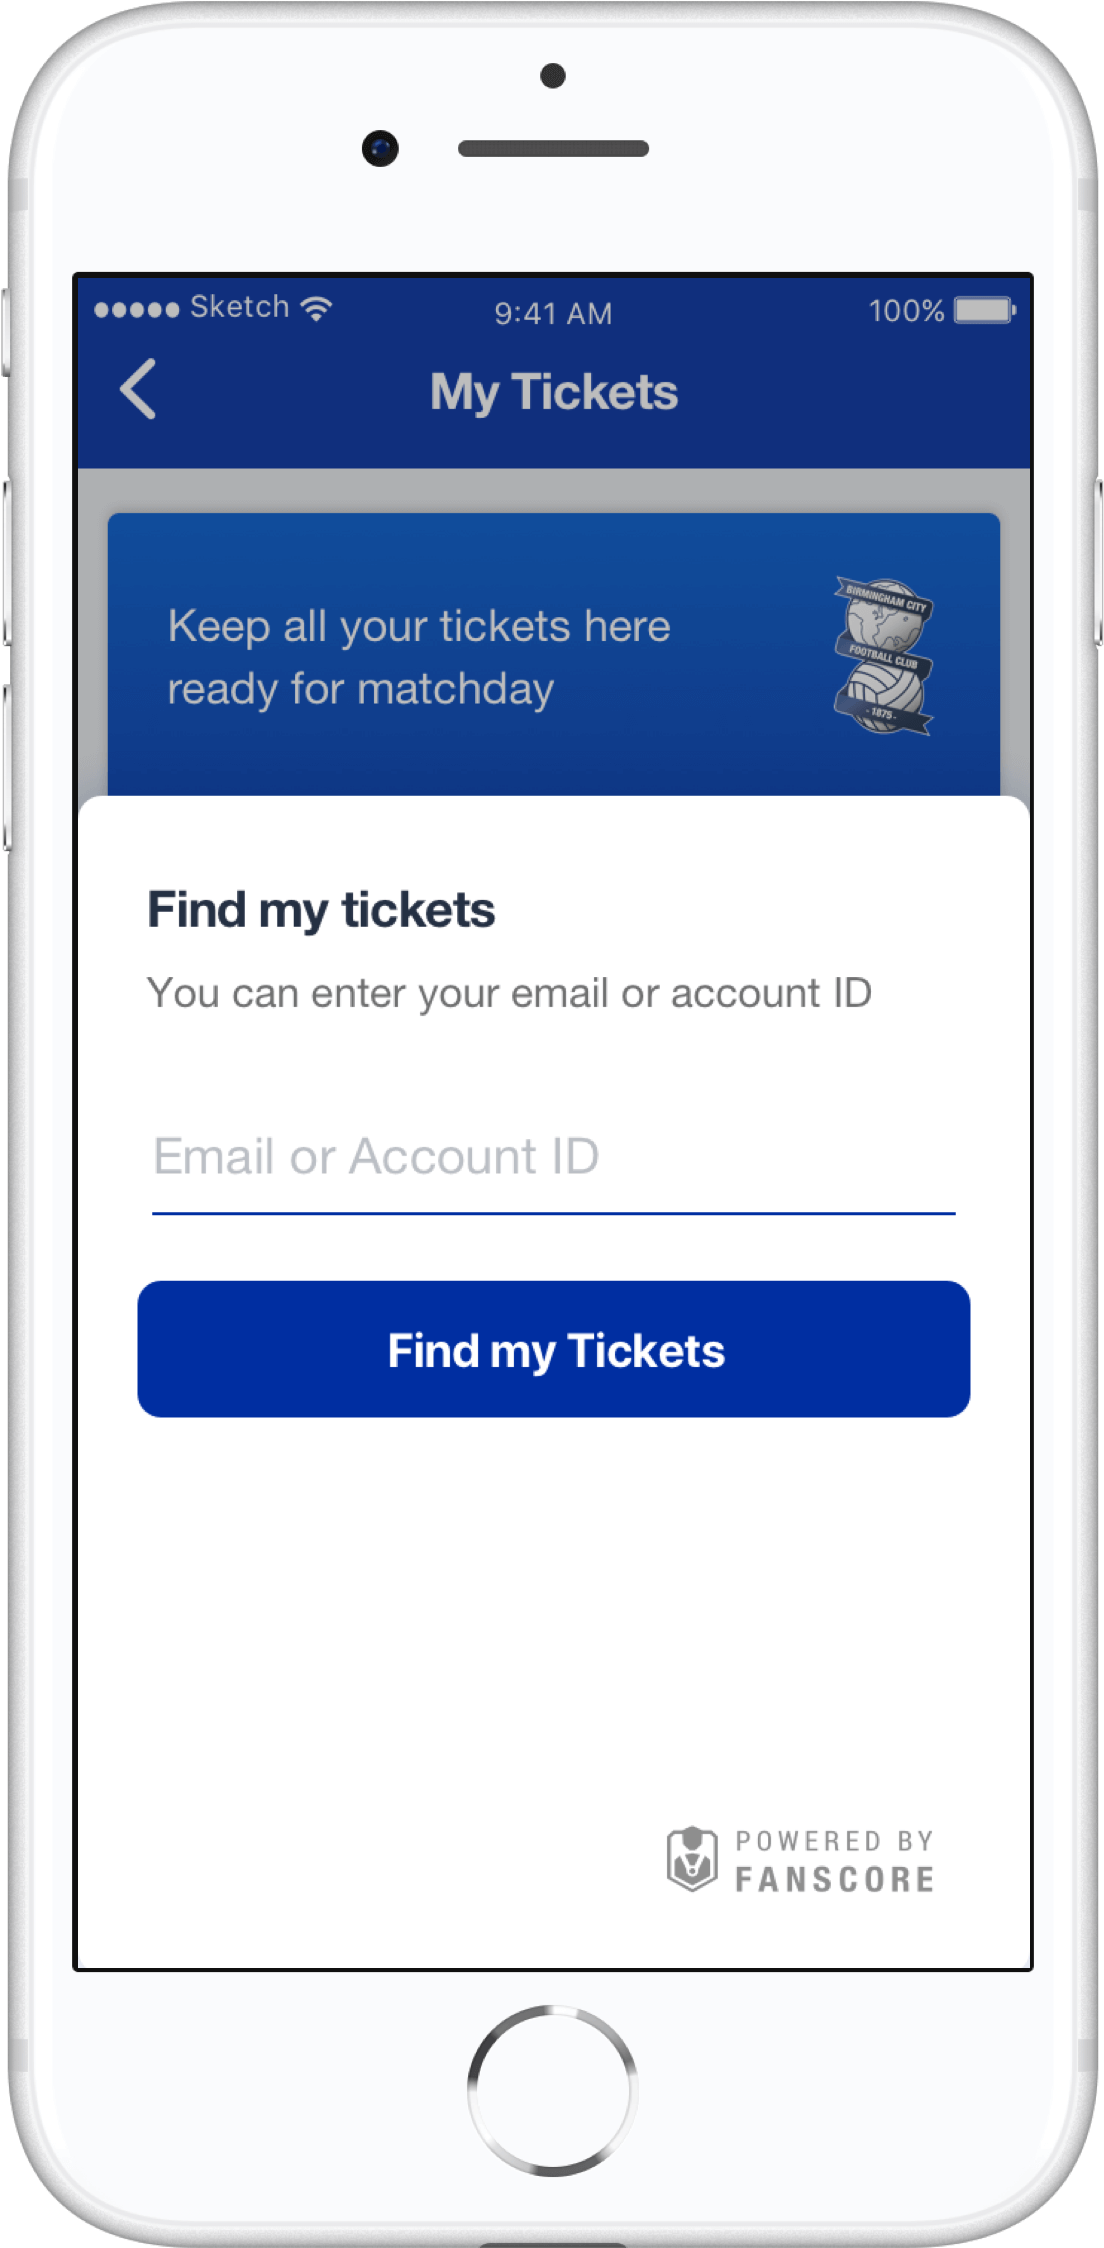 Sketch
9:41 AM
100%
My Tickets
Keep all your tickets here
ready for matchday
BIRMINGHAM CITY
FOOTBALL CLUB
- 1875 -
Find my tickets
You can enter your email or account ID
Email or Account ID
Find my Tickets
POWERED BY
FANSCORE